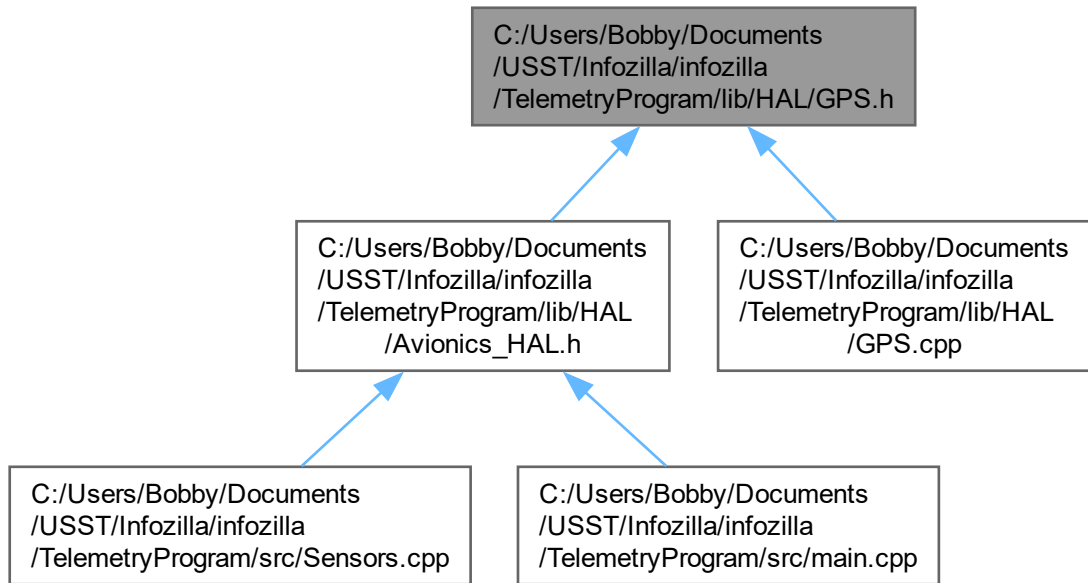 C:/Users/Bobby/Documents
/USST/Infozilla/infozilla
/TelemetryProgram/lib/HAL/GPS.h
C:/Users/Bobby/Documents
/USST/Infozilla/infozilla
/TelemetryProgram/lib/HAL
/Avionics_HAL.h
C:/Users/Bobby/Documents
/USST/Infozilla/infozilla
/TelemetryProgram/lib/HAL
/GPS.cpp
C:/Users/Bobby/Documents
/USST/Infozilla/infozilla
/TelemetryProgram/src/Sensors.cpp
C:/Users/Bobby/Documents
/USST/Infozilla/infozilla
/TelemetryProgram/src/main.cpp